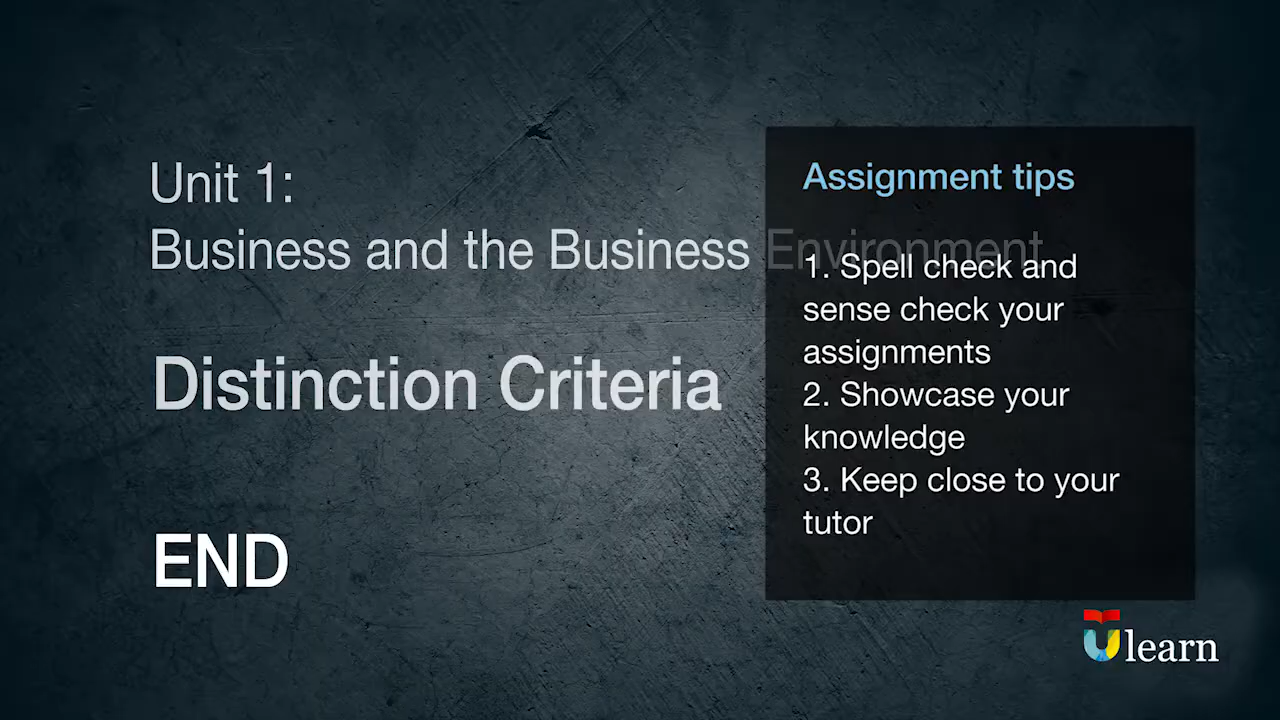 Unit 1:
Business and the Business Environment
Distinction Criteria
END
Assignment tips
1. Spell check and
sense check your
assignments
2. Showcase your
knowledge
3. Keep close to your
tutor
U learn